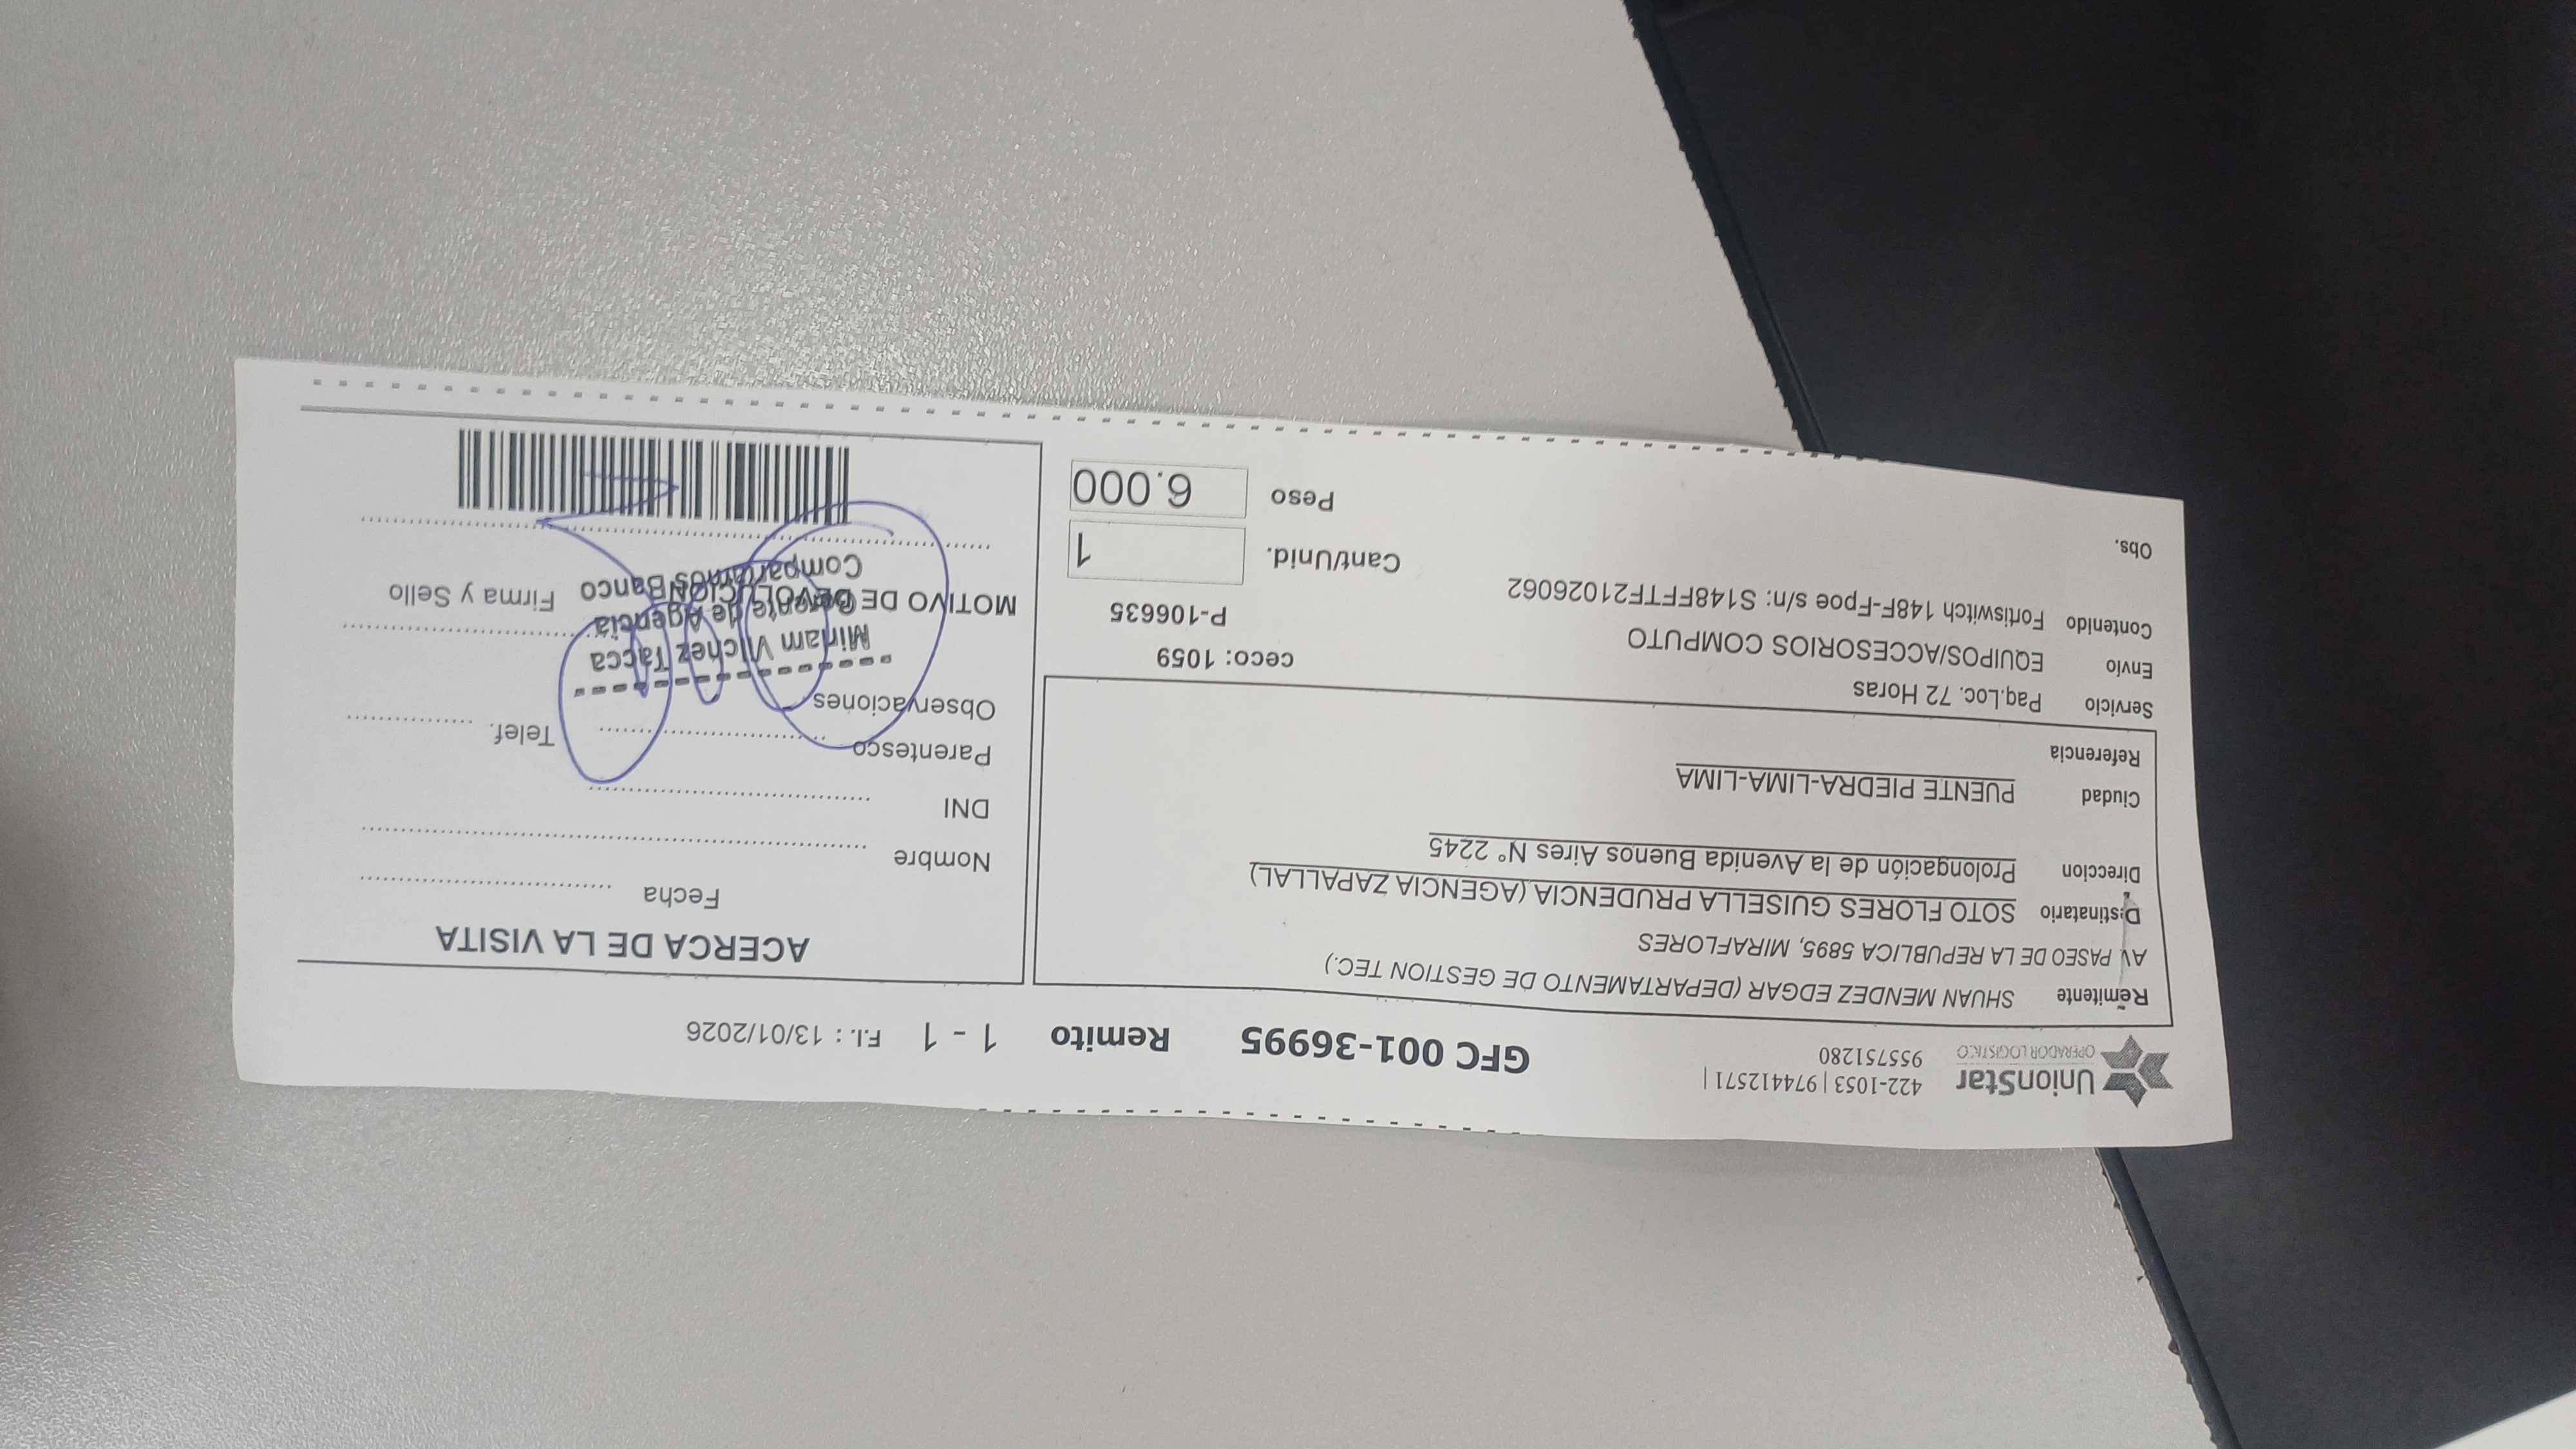 UnionStar
OPERADOR LOGISTICO
422-1053 | 974412571 |
955751280
GFC 001-36995
Remito
1 - 1
F.I. : 13/01/2026
Remitente SHUAN MENDEZ EDGAR (DEPARTAMENTO DE GESTION TEC.)
AV. PASEO DE LA REPUBLICA 5895, MIRAFLORES
Destinatario SOTO FLORES GUISELLA PRUDENCIA (AGENCIA ZAPALLAL)
Direccion Prolongación de la Avenida Buenos Aires N° 2245
Ciudad PUENTE PIEDRA-LIMA-LIMA
Referencia
Servicio Paq.Loc. 72 Horas
Envío EQUIPOS/ACCESORIOS COMPUTO
Contenido Fortiswitch 148F-Fpoe s/n: S148FFTF21026062
Obs.
ceco: 1059
P-106635
Cant/Unid. 1
Peso 6.000
ACERCA DE LA VISITA
Fecha
Nombre
DNI
Parentesco
Telef.
Observaciones
Miriam Vilchez Tacca
Gerente de Agencia
MOTIVO DE DEVOLUCION
Firma y Sello
Compartamos Banco